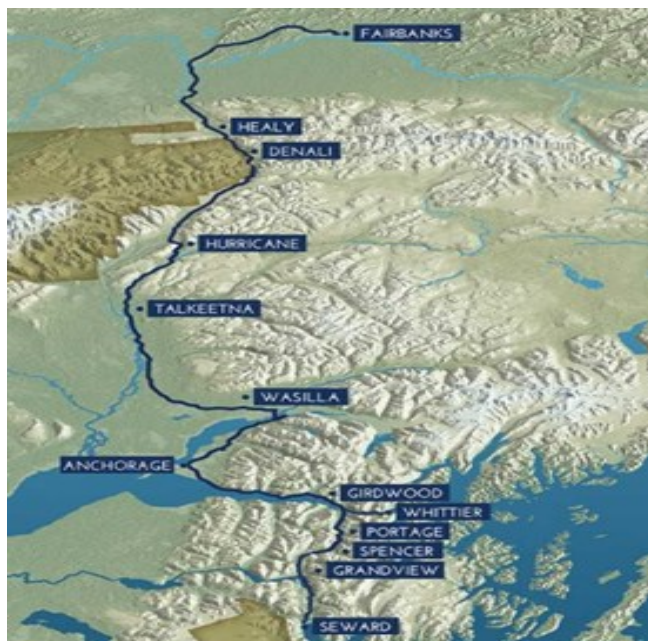 FAIRBANKS
HEALY
DENALI
HURRICANE
TALKEETNA
WASILLA
ANCHORAGE
GIRDWOOD
WHITTIER
PORTAGE
SPENCER
GRANDVIEW
SEWARD